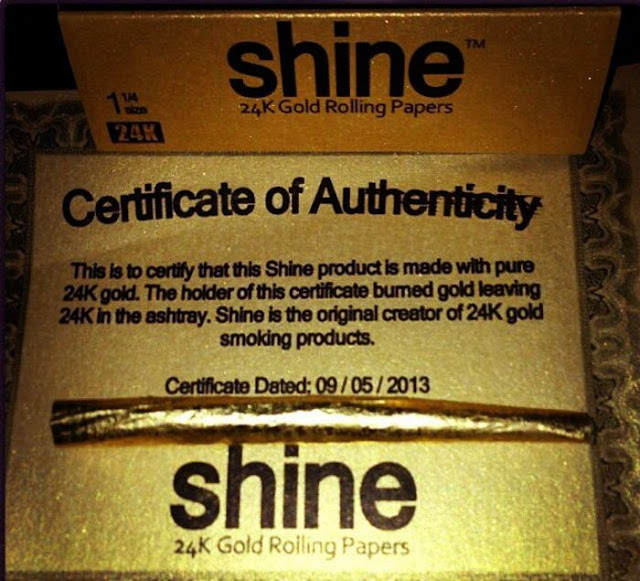 shine™
24K Gold Rolling Papers
1 1/4
size
24K
Certificate of Authenticity
This is to certify that this Shine product is made with pure
24K gold. The holder of this certificate burned gold leaving
24K in the ashtray. Shine is the original creator of 24K gold
smoking products.
Certificate Dated: 09 / 05 / 2013
shine
24K Gold Rolling Papers